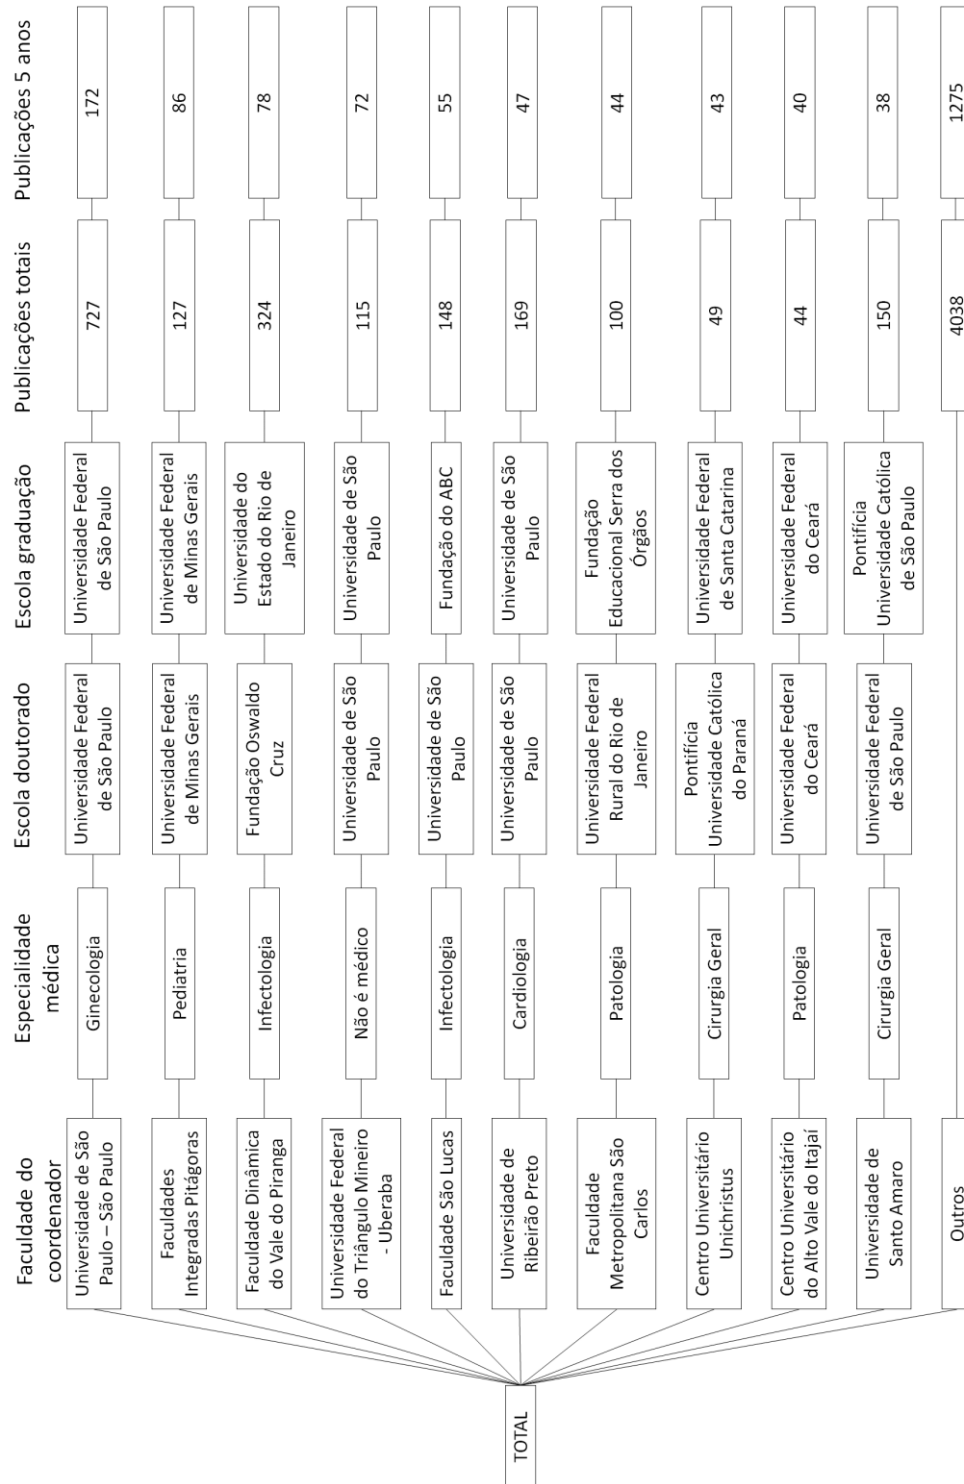 Faculdade do
coordenador
Especialidade
médica
Escola doutorado
Escola graduação
Publicações totais
Publicações 5 anos
TOTAL
Universidade de São
Paulo – São Paulo
Ginecologia
Universidade Federal
de São Paulo
Universidade Federal
de São Paulo
727
172
Faculdades
Integradas Pitágoras
Pediatria
Universidade Federal
de Minas Gerais
Universidade Federal
de Minas Gerais
127
86
Faculdade Dinâmica
do Vale do Piranga
Infectologia
Fundação Oswaldo
Cruz
Universidade do
Estado do Rio de
Janeiro
324
78
Universidade Federal
do Triângulo Mineiro
- Uberaba
Não é médico
Universidade de São
Paulo
Universidade de São
Paulo
115
72
Faculdade São Lucas
Infectologia
Universidade de São
Paulo
Fundação do ABC
148
55
Universidade de
Ribeirão Preto
Cardiologia
Universidade de São
Paulo
Universidade de São
Paulo
169
47
Faculdade
Metropolitana São
Carlos
Patologia
Universidade Federal
Rural do Rio de
Janeiro
Fundação
Educacional Serra dos
Órgãos
100
44
Centro Universitário
Unichristus
Cirurgia Geral
Pontifícia
Universidade Católica
do Paraná
Universidade Federal
de Santa Catarina
49
43
Centro Universitário
do Alto Vale do Itajaí
Patologia
Universidade Federal
do Ceará
Universidade Federal
do Ceará
44
40
Universidade de
Santo Amaro
Cirurgia Geral
Universidade Federal
de São Paulo
Pontifícia
Universidade Católica
de São Paulo
150
38
Outros
4038
1275